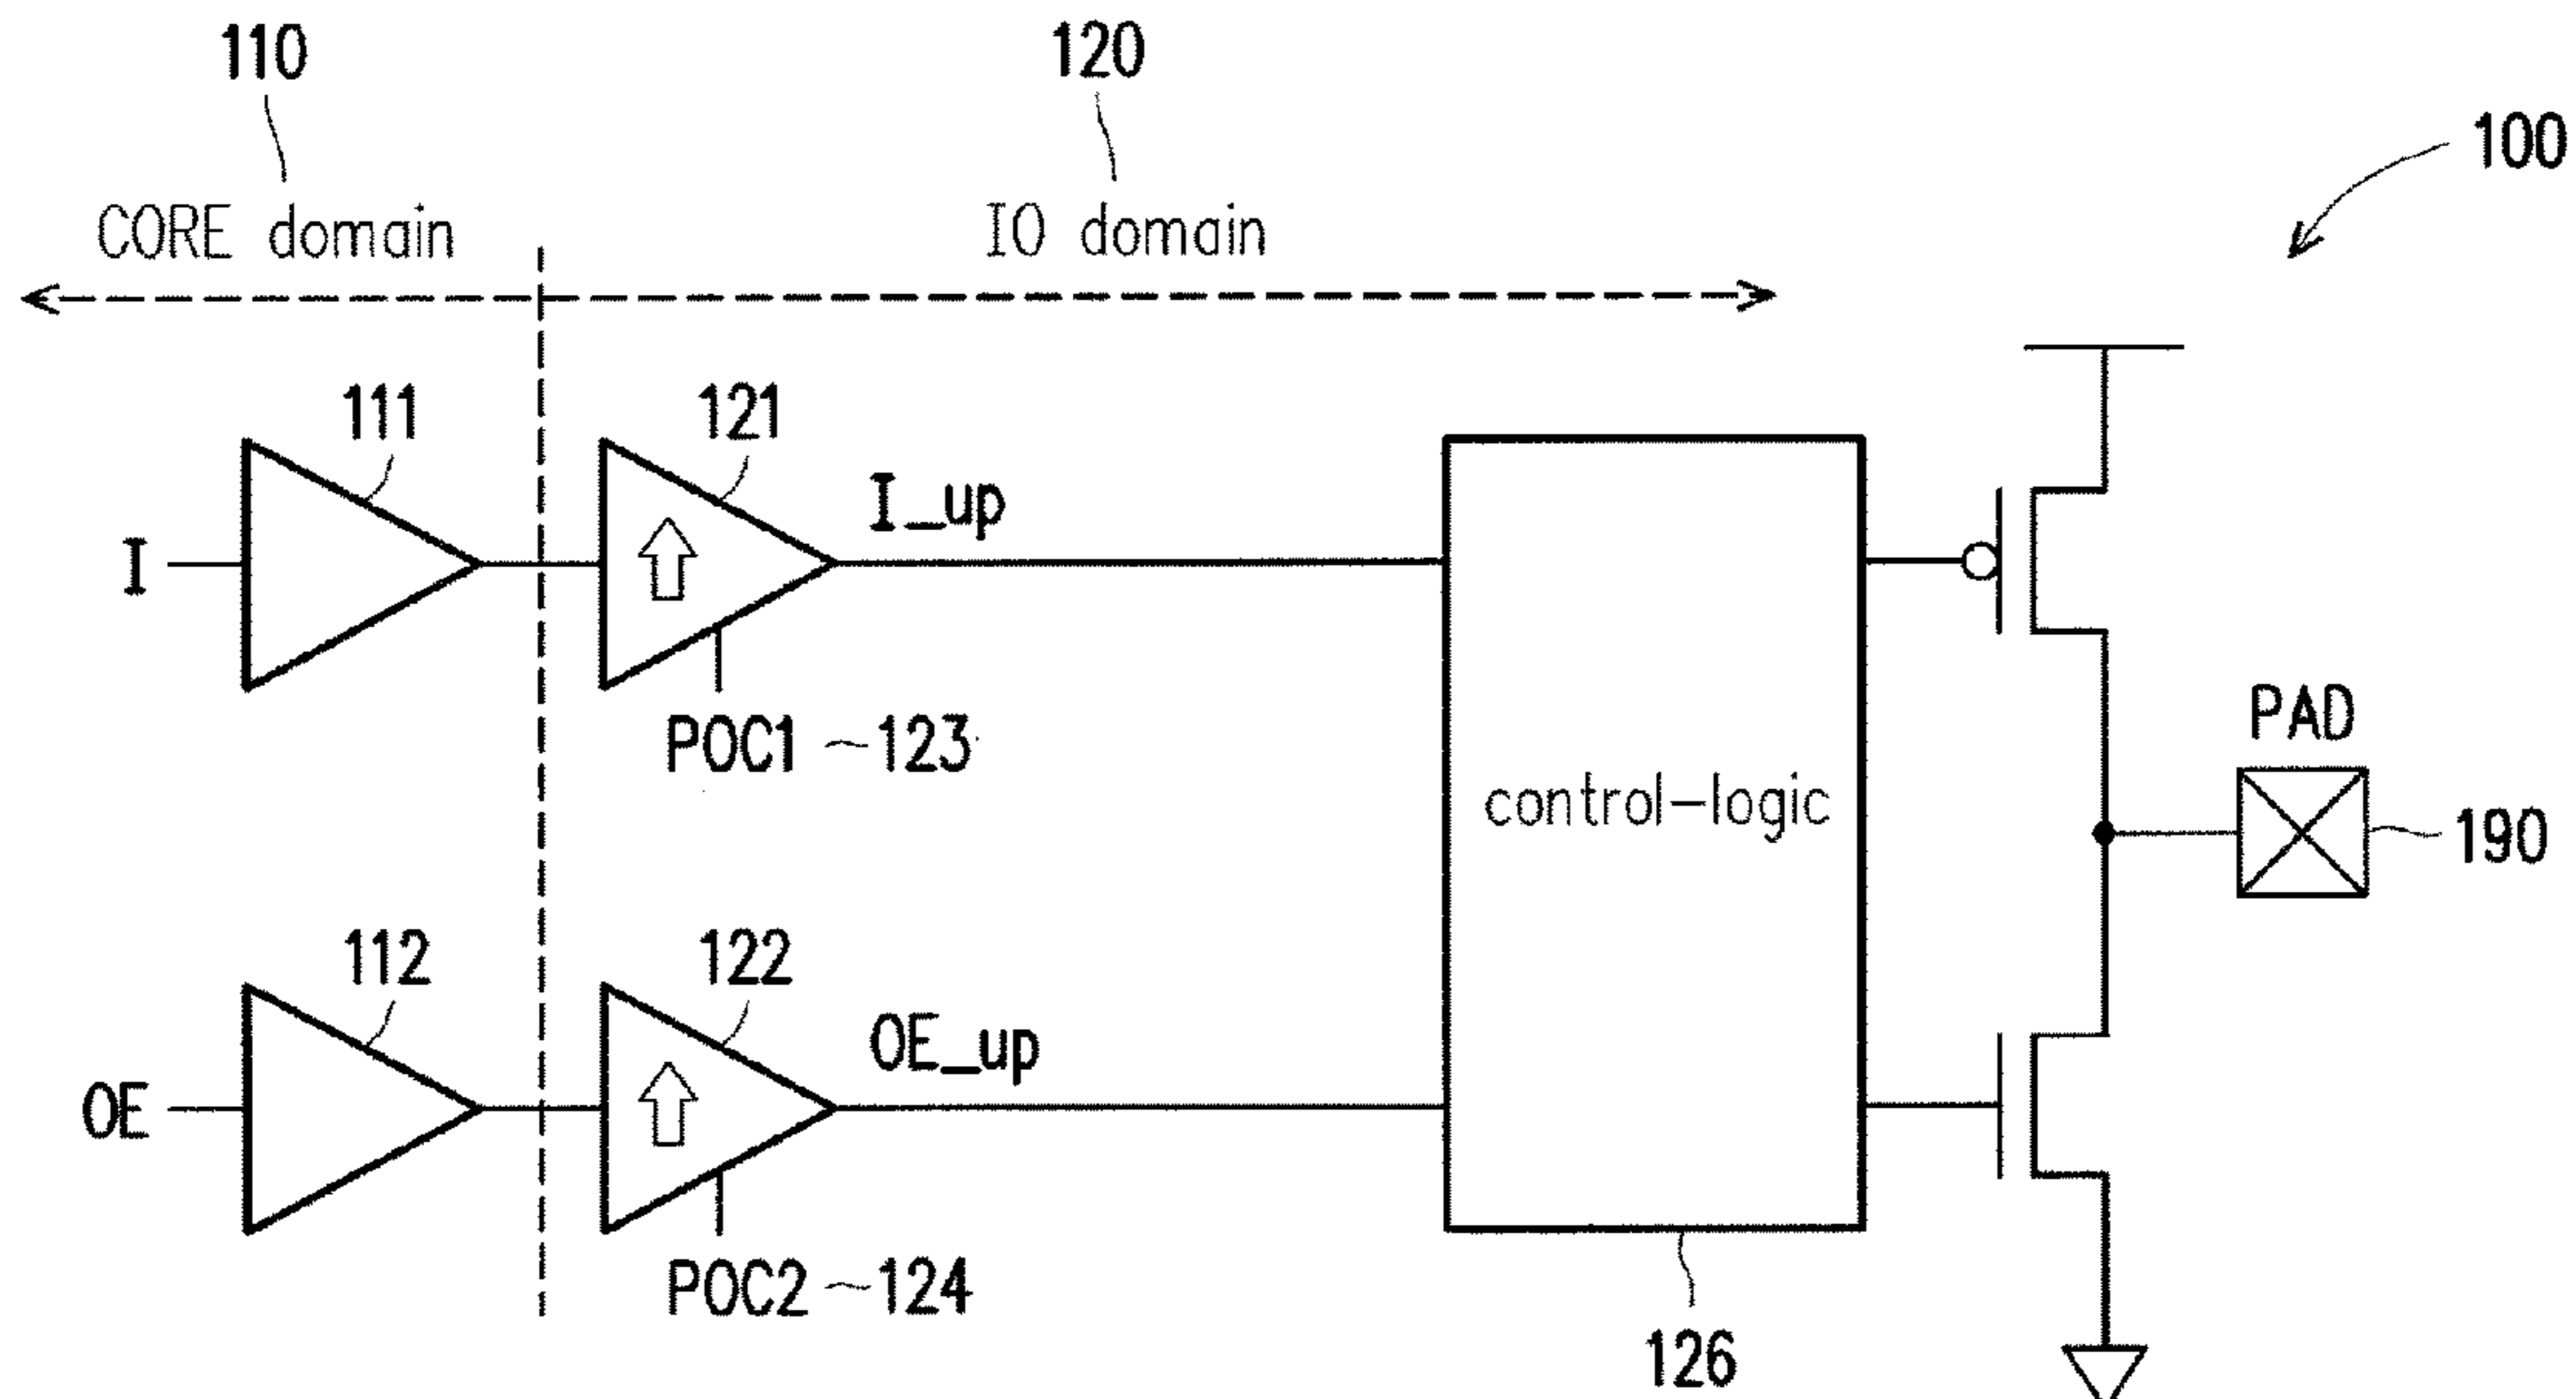 110
120
100
CORE domain
IO domain
111
121
I
I_up
POC1
123
control-logic
PAD
190
112
122
OE
OE_up
POC2
124
126